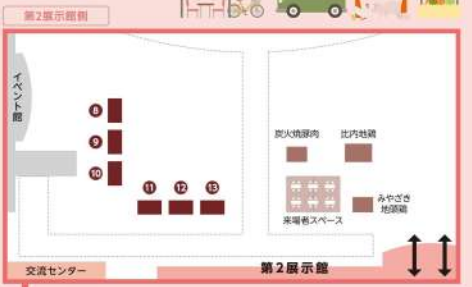 第2展示館側
イベント館
8
9
10
11
12
13
炭火焼豚肉
比内地鶏
みやざき
地頭鶏
来場者スペース
交流センター
第2展示館